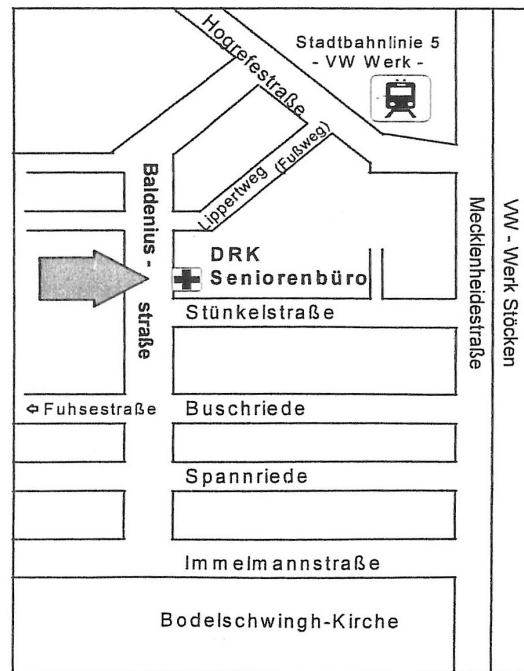 Stadtbahnlinie 5
- VW Werk -
Hogrefestraße
Lippertweg (Fußweg)
Baldenius - straße
DRK
Seniorenbüro
Stünkelstraße
Mecklenheidestraße
VW - Werk Stöcken
⇦ Fuhsestraße
Buschriede
Spannriede
Immelmannstraße
Bodelschwingh-Kirche